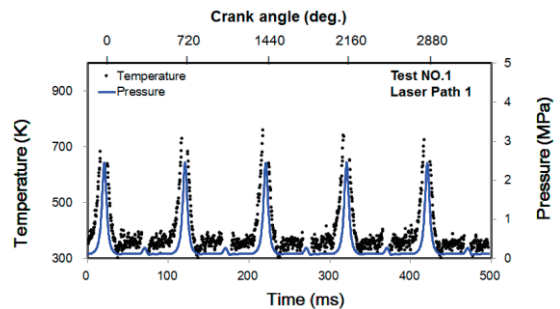 Crank angle (deg.)
0 720 1440 2160 2880
Temperature
Pressure
Test NO.1
Laser Path 1
Temperature (K)
900
700
500
300
Pressure (MPa)
5
4
3
2
1
0
0 100 200 300 400 500
Time (ms)